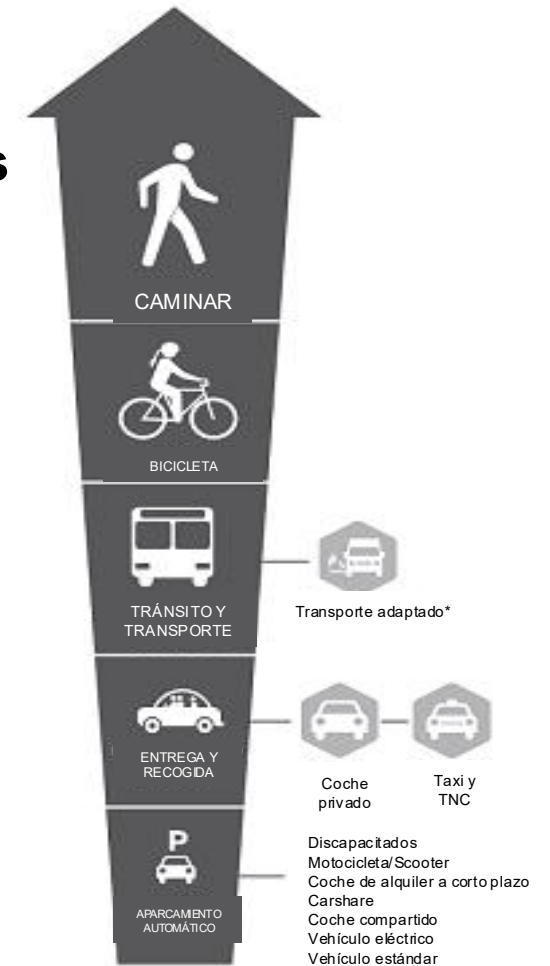 s
CAMINAR
BICICLETA
TRÁNSITO Y
TRANSPORTE
Transporte adaptado*
ENTREGA Y
RECOGIDA
Coche
privado
Taxi y
TNC
P
APARCAMIENTO
AUTOMÁTICO
Discapacitados
Motocicleta/Scooter
Coche de alquiler a corto plazo
Carshare
Coche compartido
Vehículo eléctrico
Vehículo estándar